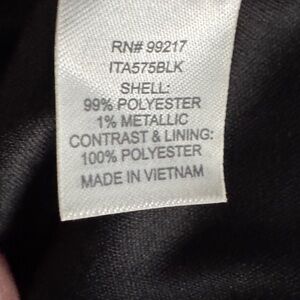 RN# 99217
ITA575BLK
SHELL:
99% POLYESTER
1% METALLIC
CONTRAST & LINING:
100% POLYESTER
MADE IN VIETNAM